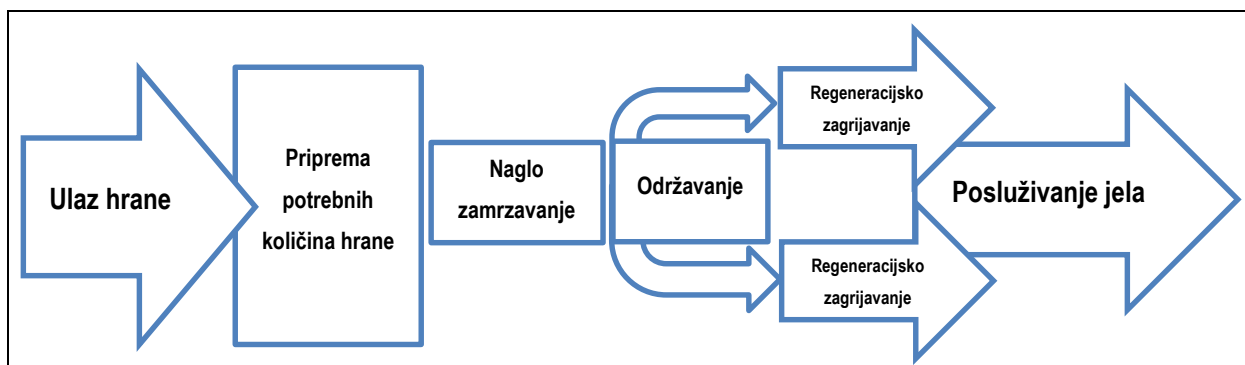 Ulaz hrane
Priprema
potrebnih
količina hrane
Naglo
zamrzavanje
Održavanje
Regeneracijsko
zagrijavanje
Regeneracijsko
zagrijavanje
Posluživanje jela